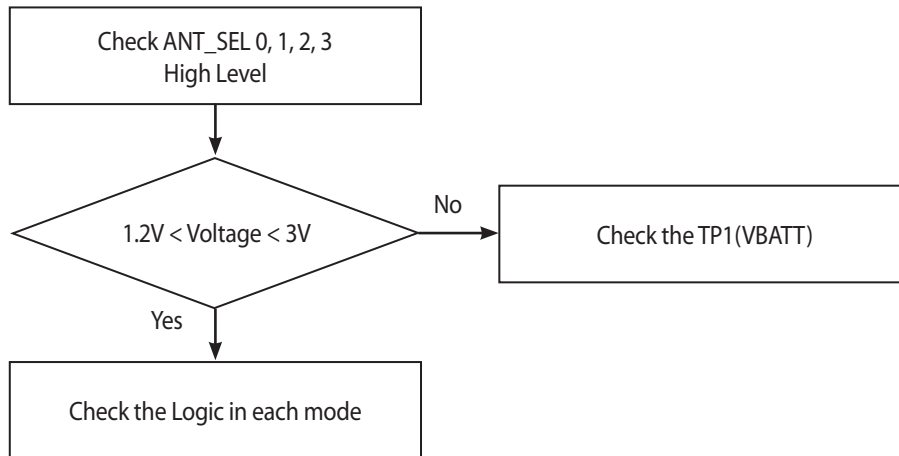 Check ANT_SEL 0, 1, 2, 3
High Level
1.2V < Voltage < 3V
No
Check the TP1(VBATT)
Yes
Check the Logic in each mode